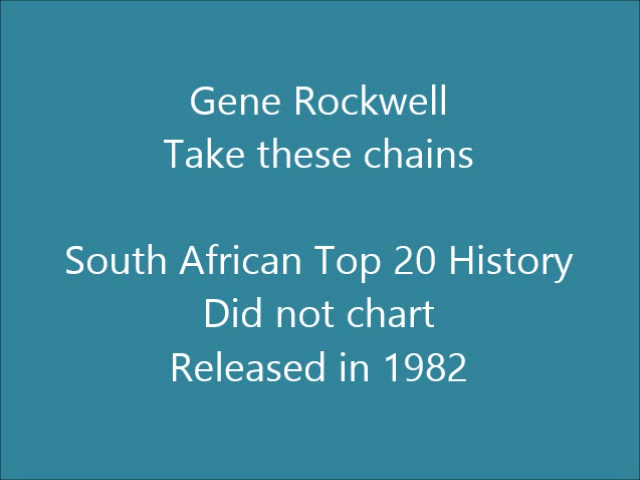 Gene Rockwell
Take these chains
South African Top 20 History
Did not chart
Released in 1982